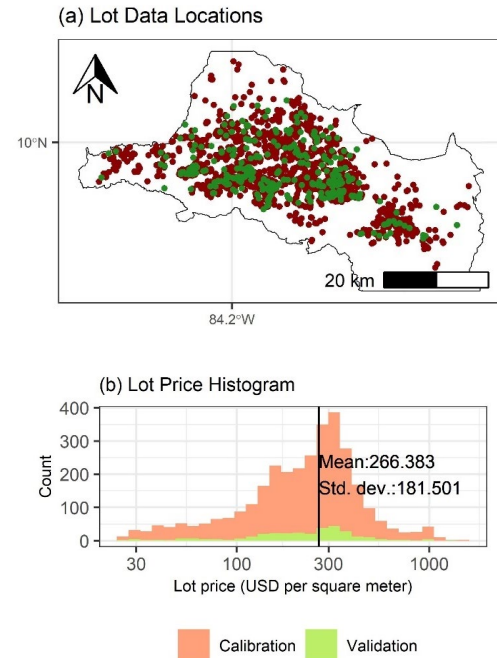 (a) Lot Data Locations
N
10°N
20 km
84.2°W
(b) Lot Price Histogram
400
300
200
100
0
Count
Mean:266.383
Std. dev.:181.501
30
100
300
1000
Lot price (USD per square meter)
Calibration
Validation